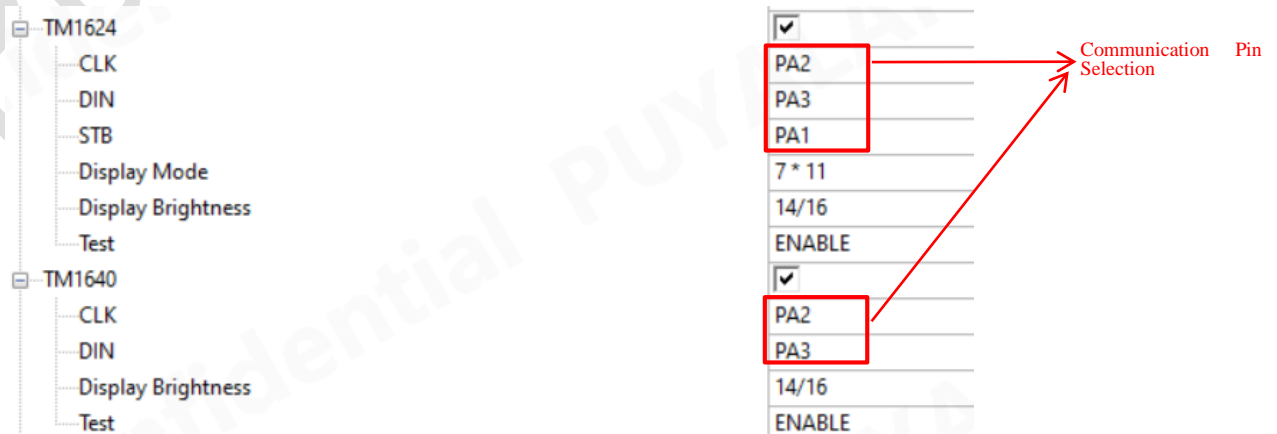 TM1624
CLK PA2
DIN PA3
STB PA1
Display Mode 7 * 11
Display Brightness 14/16
Test ENABLE
TM1640
CLK PA2
DIN PA3
Display Brightness 14/16
Test ENABLE
Communication Pin
Selection